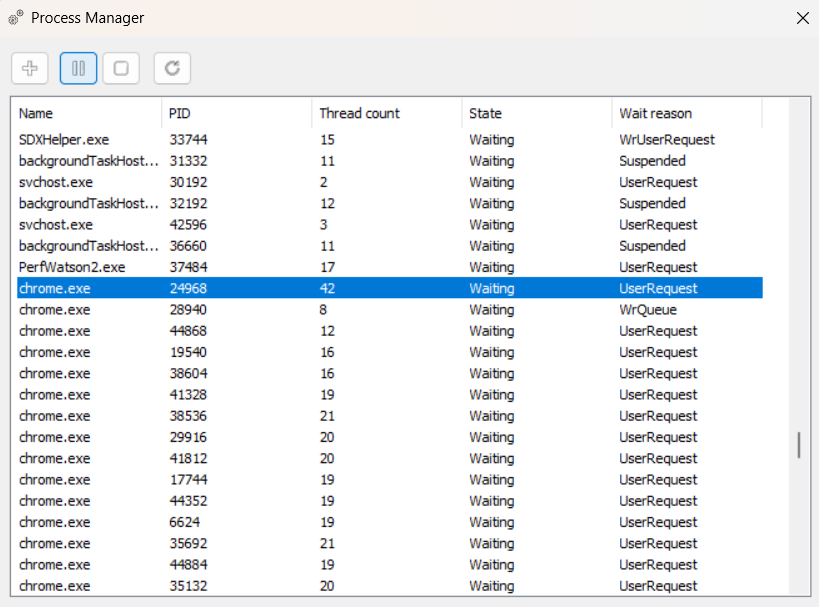 Process Manager
Name PID Thread count State Wait reason
SDXHelper.exe 33744 15 Waiting WrUserRequest
backgroundTaskHost... 31332 11 Waiting Suspended
svchost.exe 30192 2 Waiting UserRequest
backgroundTaskHost... 32192 12 Waiting Suspended
svchost.exe 42596 3 Waiting UserRequest
backgroundTaskHost... 36660 11 Waiting Suspended
PerfWatson2.exe 37484 17 Waiting UserRequest
chrome.exe 24968 42 Waiting UserRequest
chrome.exe 28940 8 Waiting WrQueue
chrome.exe 44868 12 Waiting UserRequest
chrome.exe 19540 16 Waiting UserRequest
chrome.exe 38604 16 Waiting UserRequest
chrome.exe 41328 19 Waiting UserRequest
chrome.exe 38536 21 Waiting UserRequest
chrome.exe 29916 20 Waiting UserRequest
chrome.exe 41812 20 Waiting UserRequest
chrome.exe 17744 19 Waiting UserRequest
chrome.exe 44352 19 Waiting UserRequest
chrome.exe 6624 19 Waiting UserRequest
chrome.exe 35692 21 Waiting UserRequest
chrome.exe 44884 19 Waiting UserRequest
chrome.exe 35132 20 Waiting UserRequest